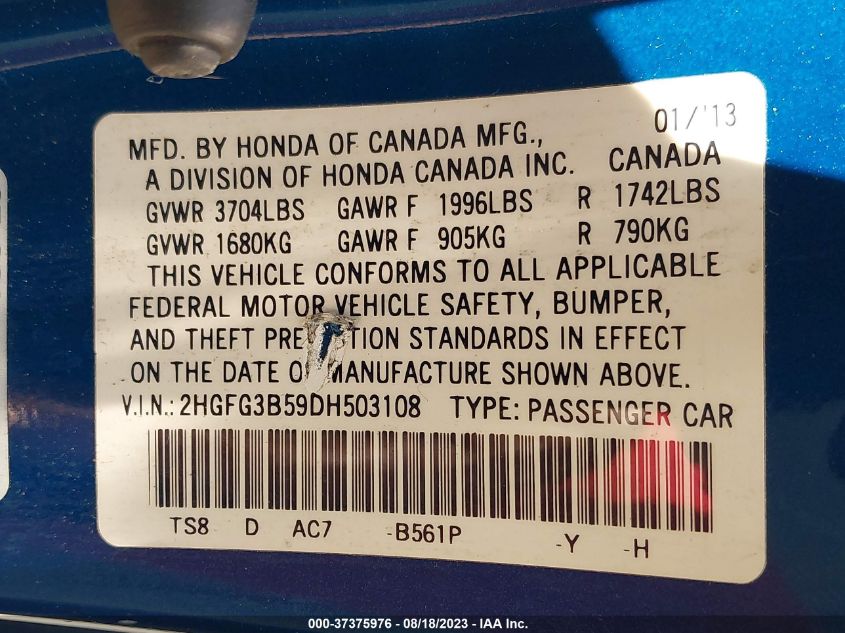 01/'13
MFD. BY HONDA OF CANADA MFG., CANADA
A DIVISION OF HONDA CANADA INC.
GVWR 3704LBS GAWR F 1996LBS R 1742LBS
GVWR 1680KG GAWR F 905KG R 790KG
THIS VEHICLE CONFORMS TO ALL APPLICABLE
FEDERAL MOTOR VEHICLE SAFETY, BUMPER,
AND THEFT PRE TION STANDARDS IN EFFECT
ON THE DATE O MANUFACTURE SHOWN ABOVE.
V.I.N.: 2HGFG3B59DH503108 TYPE: PASSENGER CAR
TS8 D AC7 -B561P -Y -H
000-37375976 - 08/18/2023 - IAA Inc.